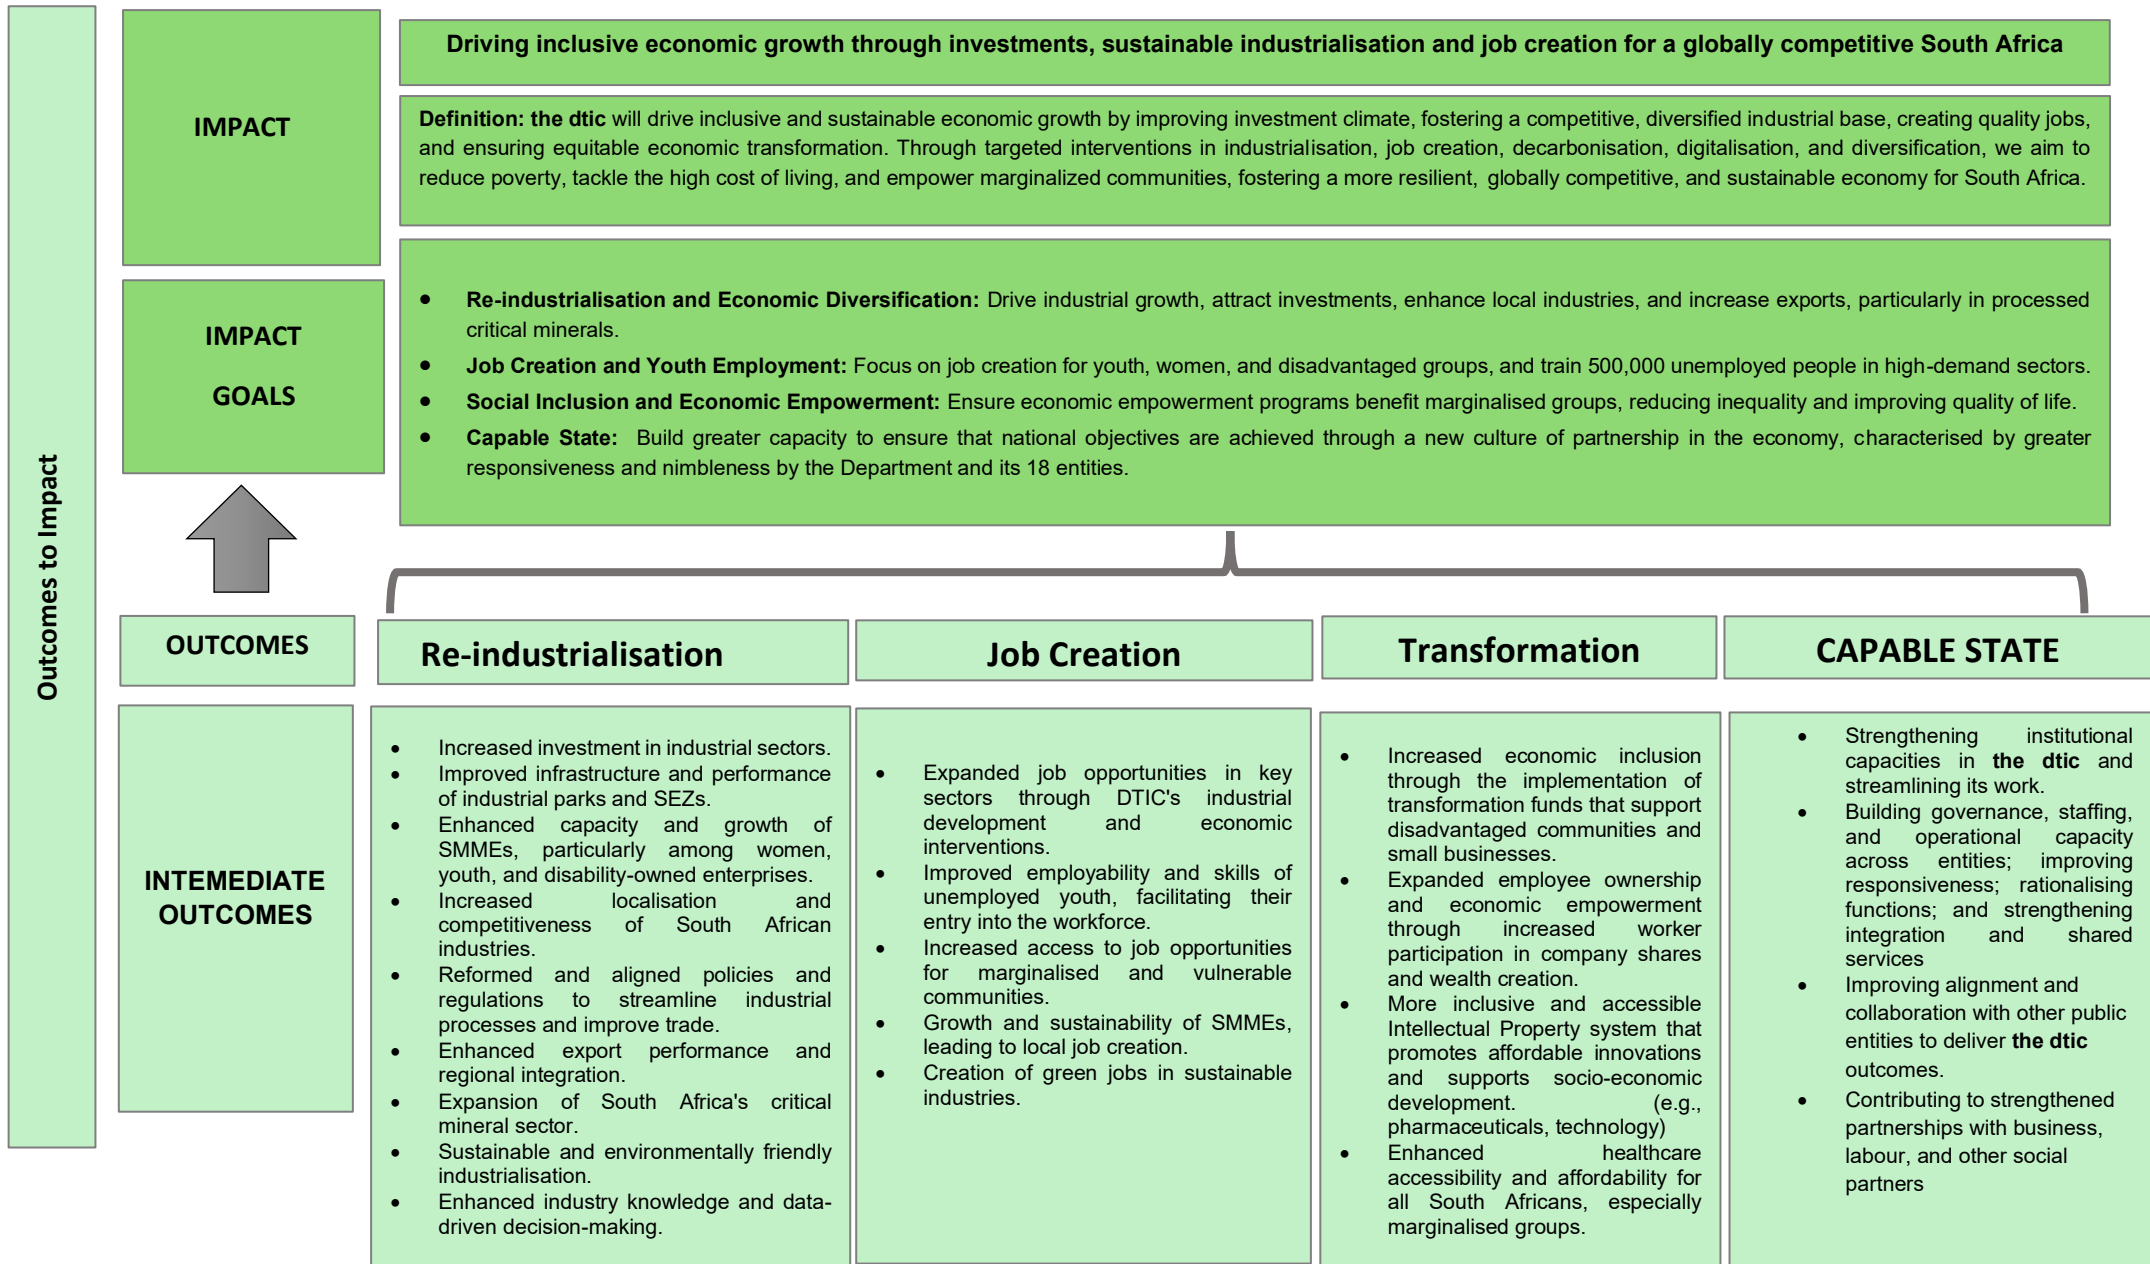 Outcomes to Impact
IMPACT
Driving inclusive economic growth through investments, sustainable industrialisation and job creation for a globally competitive South Africa
Definition: the dtic will drive inclusive and sustainable economic growth by improving investment climate, fostering a competitive, diversified industrial base, creating quality jobs,
and ensuring equitable economic transformation. Through targeted interventions in industrialisation, job creation, decarbonisation, digitalisation, and diversification, we aim to
reduce poverty, tackle the high cost of living, and empower marginalized communities, fostering a more resilient, globally competitive, and sustainable economy for South Africa.
IMPACT
GOALS
• Re-industrialisation and Economic Diversification: Drive industrial growth, attract investments, enhance local industries, and increase exports, particularly in processed
critical minerals.
• Job Creation and Youth Employment: Focus on job creation for youth, women, and disadvantaged groups, and train 500,000 unemployed people in high-demand sectors.
• Social Inclusion and Economic Empowerment: Ensure economic empowerment programs benefit marginalised groups, reducing inequality and improving quality of life.
• Capable State: Build greater capacity to ensure that national objectives are achieved through a new culture of partnership in the economy, characterised by greater
responsiveness and nimbleness by the Department and its 18 entities.
OUTCOMES
Re-industrialisation
Job Creation
Transformation
CAPABLE STATE
INTEMEDIATE
OUTCOMES
• Increased investment in industrial sectors.
• Improved infrastructure and performance
of industrial parks and SEZs.
• Enhanced capacity and growth of
SMMEs, particularly among women,
youth, and disability-owned enterprises.
• Increased localisation and
competitiveness of South African
industries.
• Reformed and aligned policies and
regulations to streamline industrial
processes and improve trade.
• Enhanced export performance and
regional integration.
• Expansion of South Africa's critical
mineral sector.
• Sustainable and environmentally friendly
industrialisation.
• Enhanced industry knowledge and data-
driven decision-making.
• Expanded job opportunities in key
sectors through DTIC's industrial
development and economic
interventions.
• Improved employability and skills of
unemployed youth, facilitating their
entry into the workforce.
• Increased access to job opportunities
for marginalised and vulnerable
communities.
• Growth and sustainability of SMMEs,
leading to local job creation.
• Creation of green jobs in sustainable
industries.
• Increased economic inclusion
through the implementation of
transformation funds that support
disadvantaged communities and
small businesses.
• Expanded employee ownership
and economic empowerment
through increased worker
participation in company shares
and wealth creation.
• More inclusive and accessible
Intellectual Property system that
promotes affordable innovations
and supports socio-economic
development. (e.g.,
pharmaceuticals, technology)
• Enhanced healthcare
accessibility and affordability for
all South Africans, especially
marginalised groups.
• Strengthening institutional
capacities in the dtic and
streamlining its work.
• Building governance, staffing,
and operational capacity
across entities; improving
responsiveness; rationalising
functions; and strengthening
integration and shared
services
• Improving alignment and
collaboration with other public
entities to deliver the dtic
outcomes.
• Contributing to strengthened
partnerships with business,
labour, and other social
partners